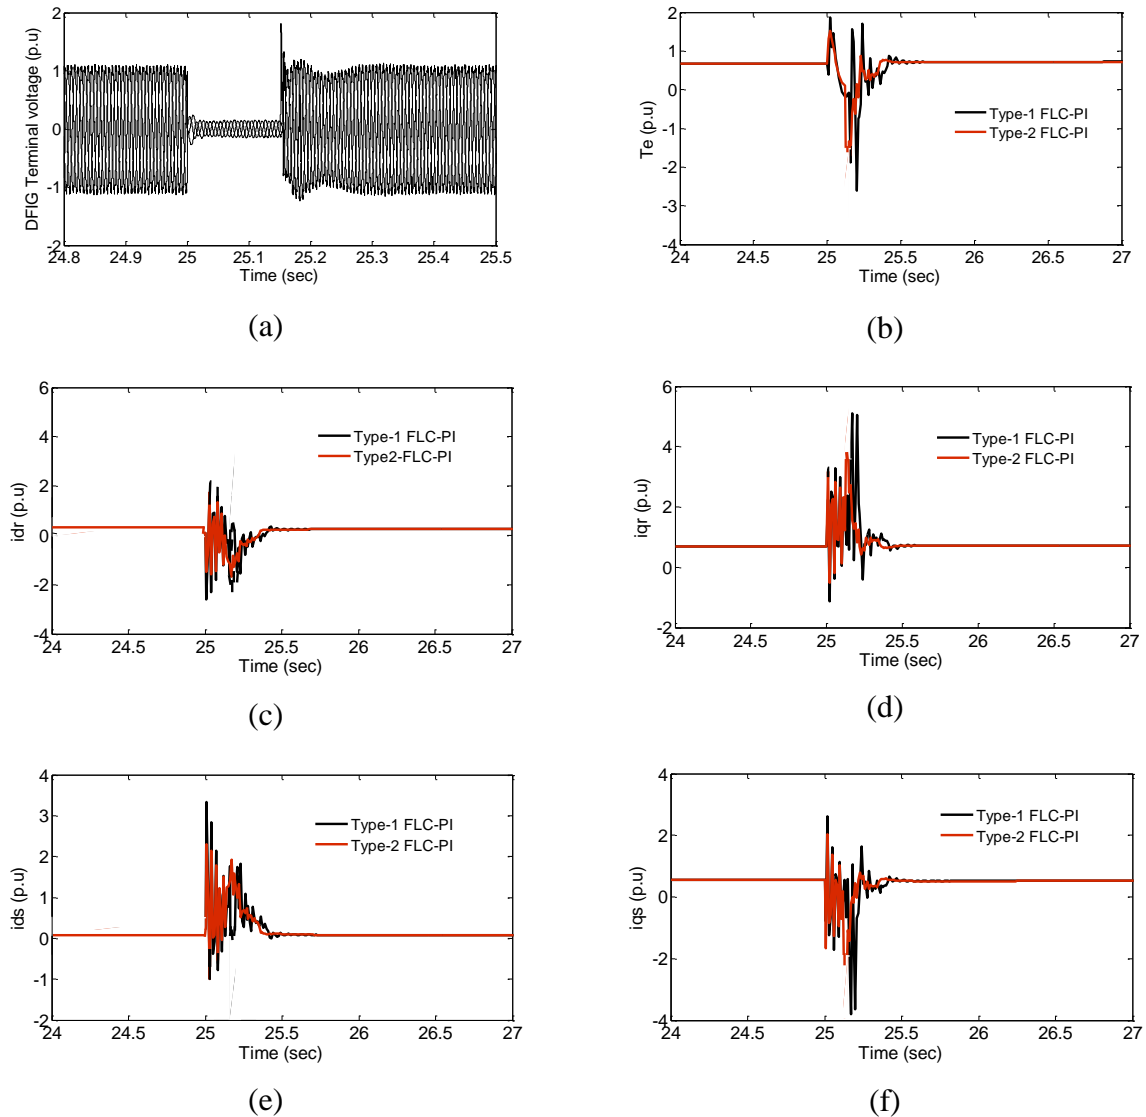 2
1
0
-1
-2
DFIG Terminal voltage (p.u)
24.8 24.9 25 25.1 25.2 25.3 25.4 25.5
Time (sec)
(a)
2
1
0
-1
-2
-3
-4
Te (p.u)
Type-1 FLC-PI
Type-2 FLC-PI
24 24.5 25 25.5 26 26.5 27
Time (sec)
(b)
6
4
2
0
-2
-4
idr (p.u)
Type-1 FLC-PI
Type2-FLC-PI
24 24.5 25 25.5 26 26.5 27
Time (sec)
(c)
6
4
2
0
-2
iqr (p.u)
Type-1 FLC-PI
Type-2 FLC-PI
24 24.5 25 25.5 26 26.5 27
Time (sec)
(d)
4
3
2
1
0
-1
-2
ids (p.u)
Type-1 FLC-PI
Type-2 FLC-PI
24 24.5 25 25.5 26 26.5 27
Time (sec)
(e)
4
2
0
-2
-4
iqs (p.u)
Type-1 FLC-PI
Type-2 FLC-PI
24 24.5 25 25.5 26 26.5 27
Time (sec)
(f)